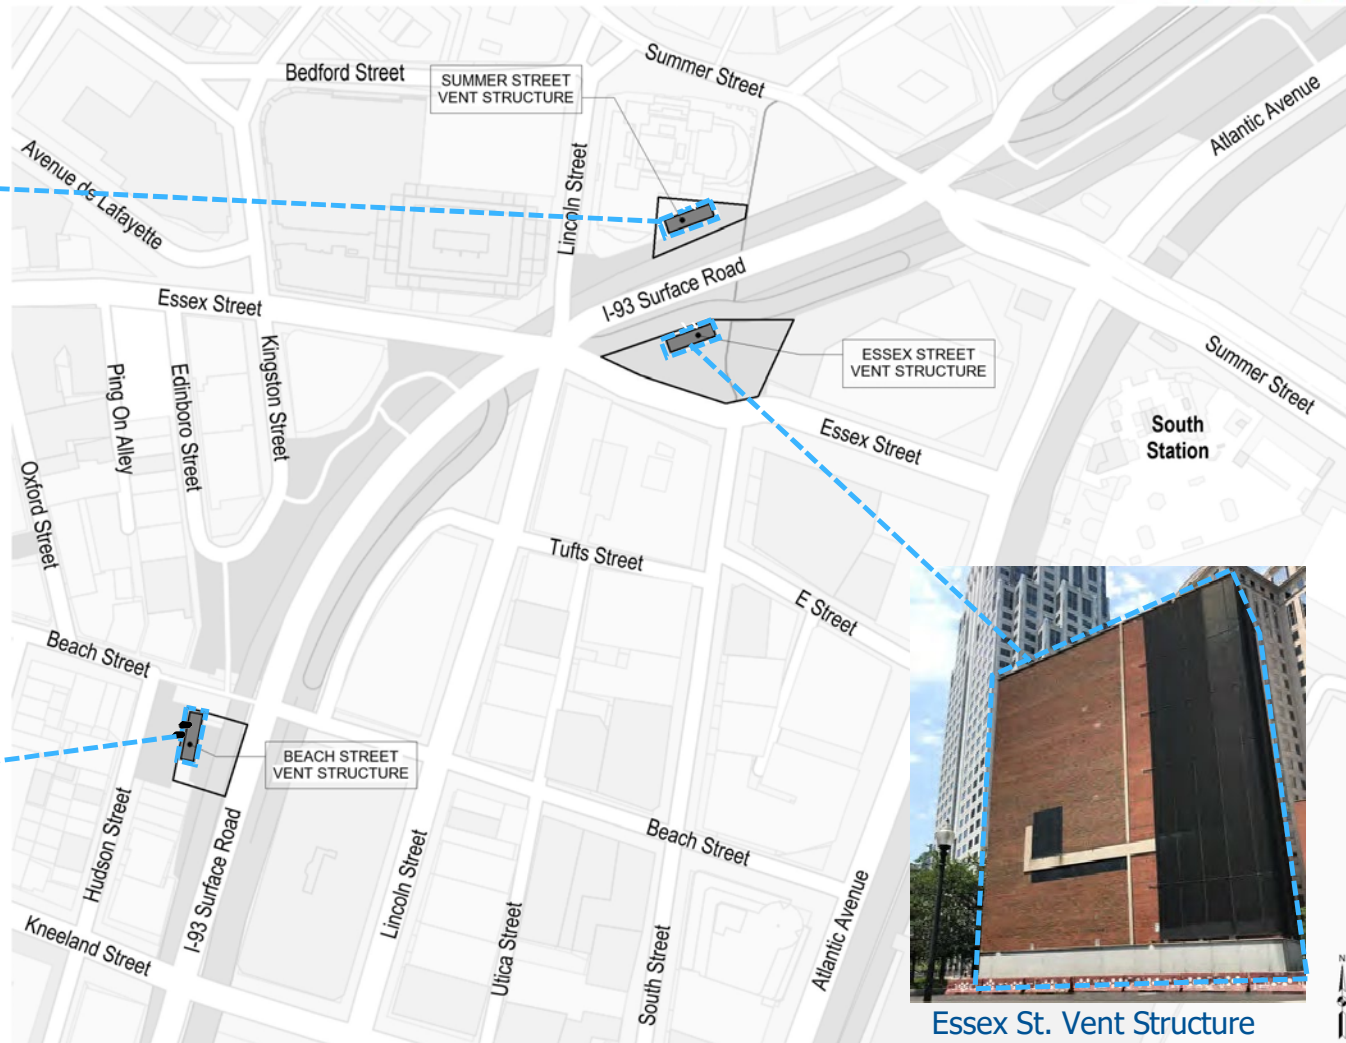 Summer Street
Bedford Street
SUMMER STREET
VENT STRUCTURE
Atlantic Avenue
Avenue de Lafayette
Lincoln Street
I-93 Surface Road
Essex Street
ESSEX STREET
VENT STRUCTURE
Summer Street
Ping On Alley
Edinboro Street
Kingston Street
Essex Street
South
Station
Oxford Street
Tufts Street
E Street
Beach Street
BEACH STREET
VENT STRUCTURE
Hudson Street
I-93 Surface Road
Lincoln Street
Beach Street
Kneeland Street
Utica Street
South Street
Atlantic Avenue
N
Essex St. Vent Structure